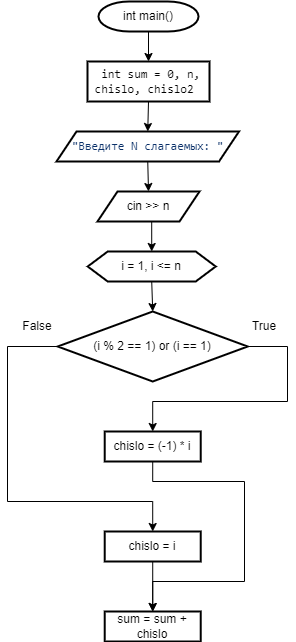 int main()
int sum = 0, n,
chislo, chislo2
"Введите N слагаемых: "
cin >> n
i = 1, i <= n
False
True
(i % 2 == 1) or (i == 1)
chislo = (-1) * i
chislo = i
sum = sum +
chislo